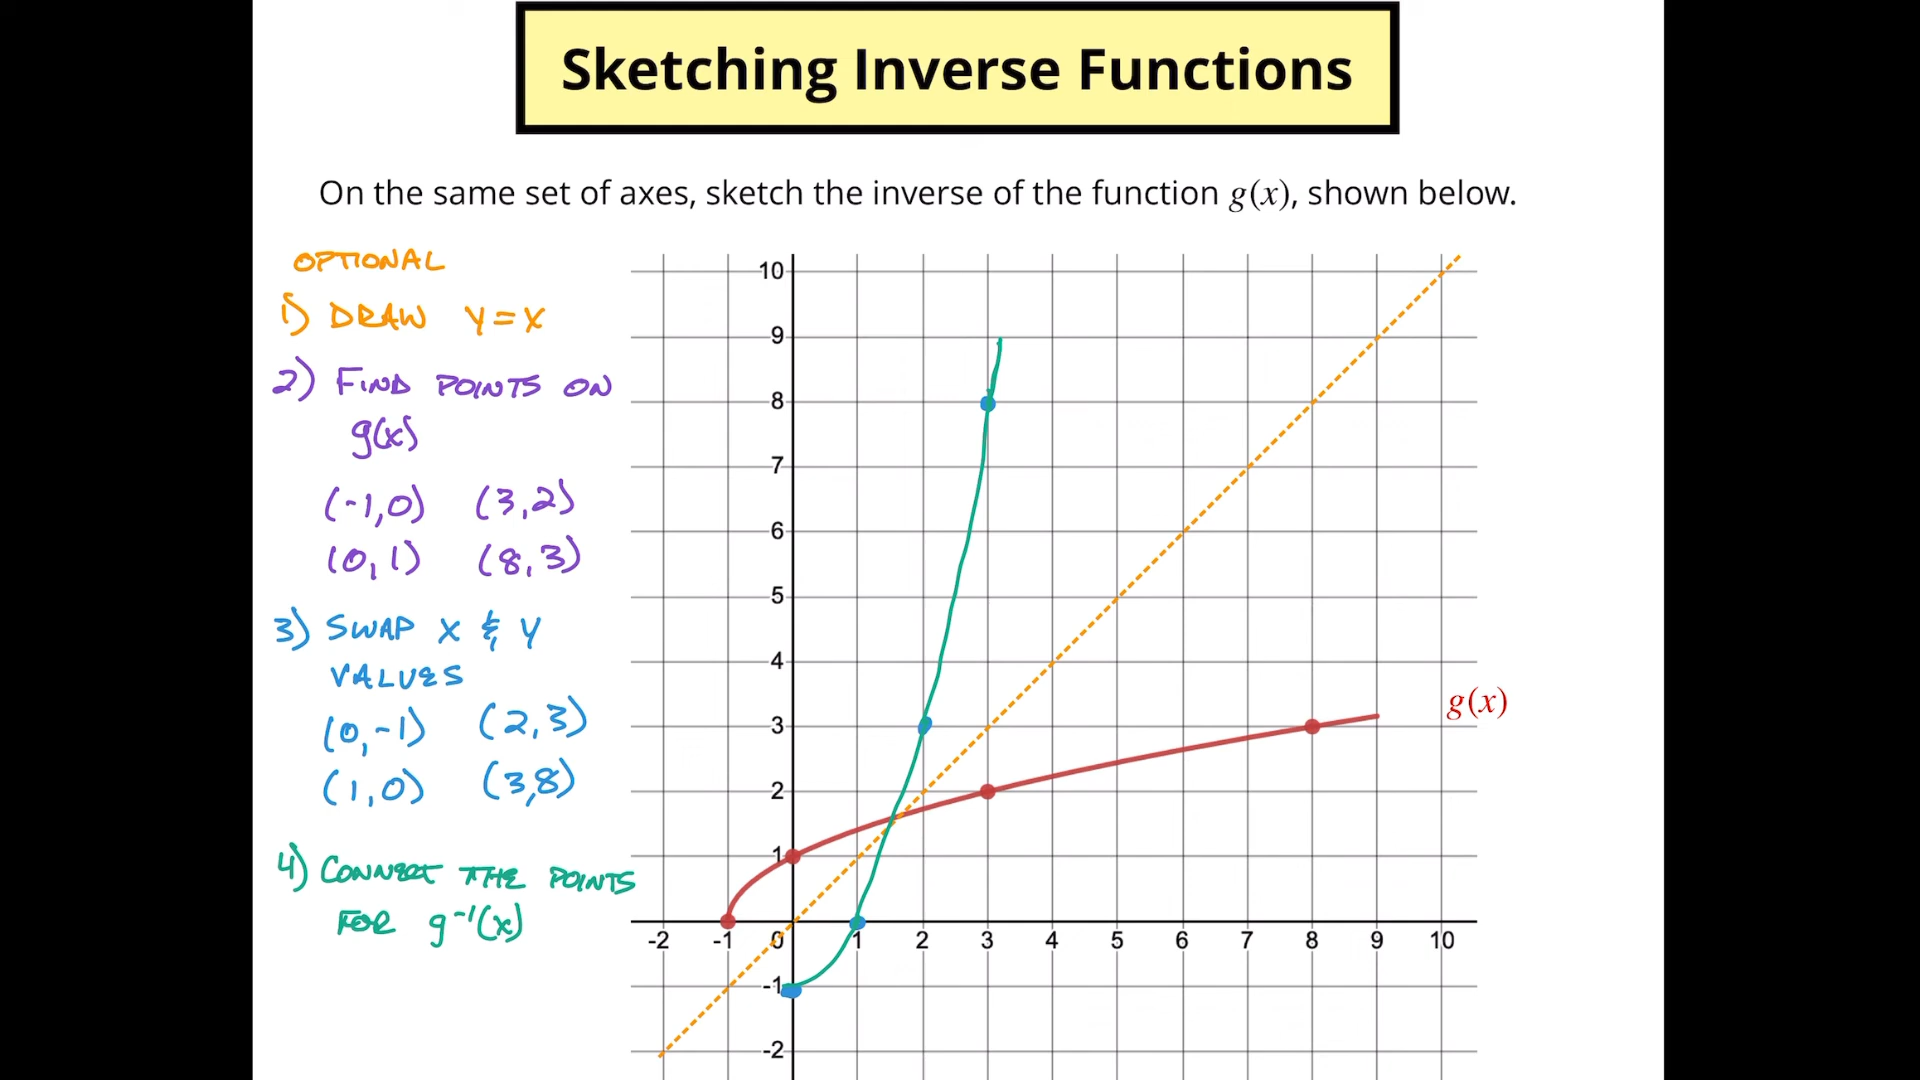 Sketching Inverse Functions
On the same set of axes, sketch the inverse of the function g(x), shown below.
OPTIONAL
1) DRAW Y=X
2) FIND POINTS ON
g(x)
(-1,0) (3,2)
(0,1) (8,3)
3) SWAP X & Y
VALUES
(0,-1) (2,3)
(1,0) (3,8)
4) CONNECT THE POINTS
FOR g⁻¹(x)
10
9
8
7
6
5
4
3
2
1
-2 -1 0 1 2 3 4 5 6 7 8 9 10
-1
-2
g(x)